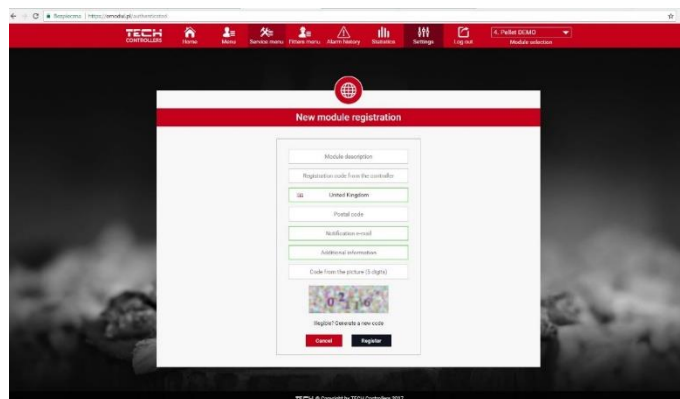 Bezpieczna | https://emodul.pl/authenticated
TECH
CONTROLLERS
Home
Menu
Service menu
Fitters menu
Alarm history
Statistics
Settings
Log out
4. Pellet DEMO
Module selection
New module registration
Module description
Registration code from the controller
United Kingdom
Postal code
Notification e-mail
Additional information
Code from the picture (5 digits)
Illegible? Generate a new code
Cancel
Register
TECH © Copyright by TECH Controllers 2017